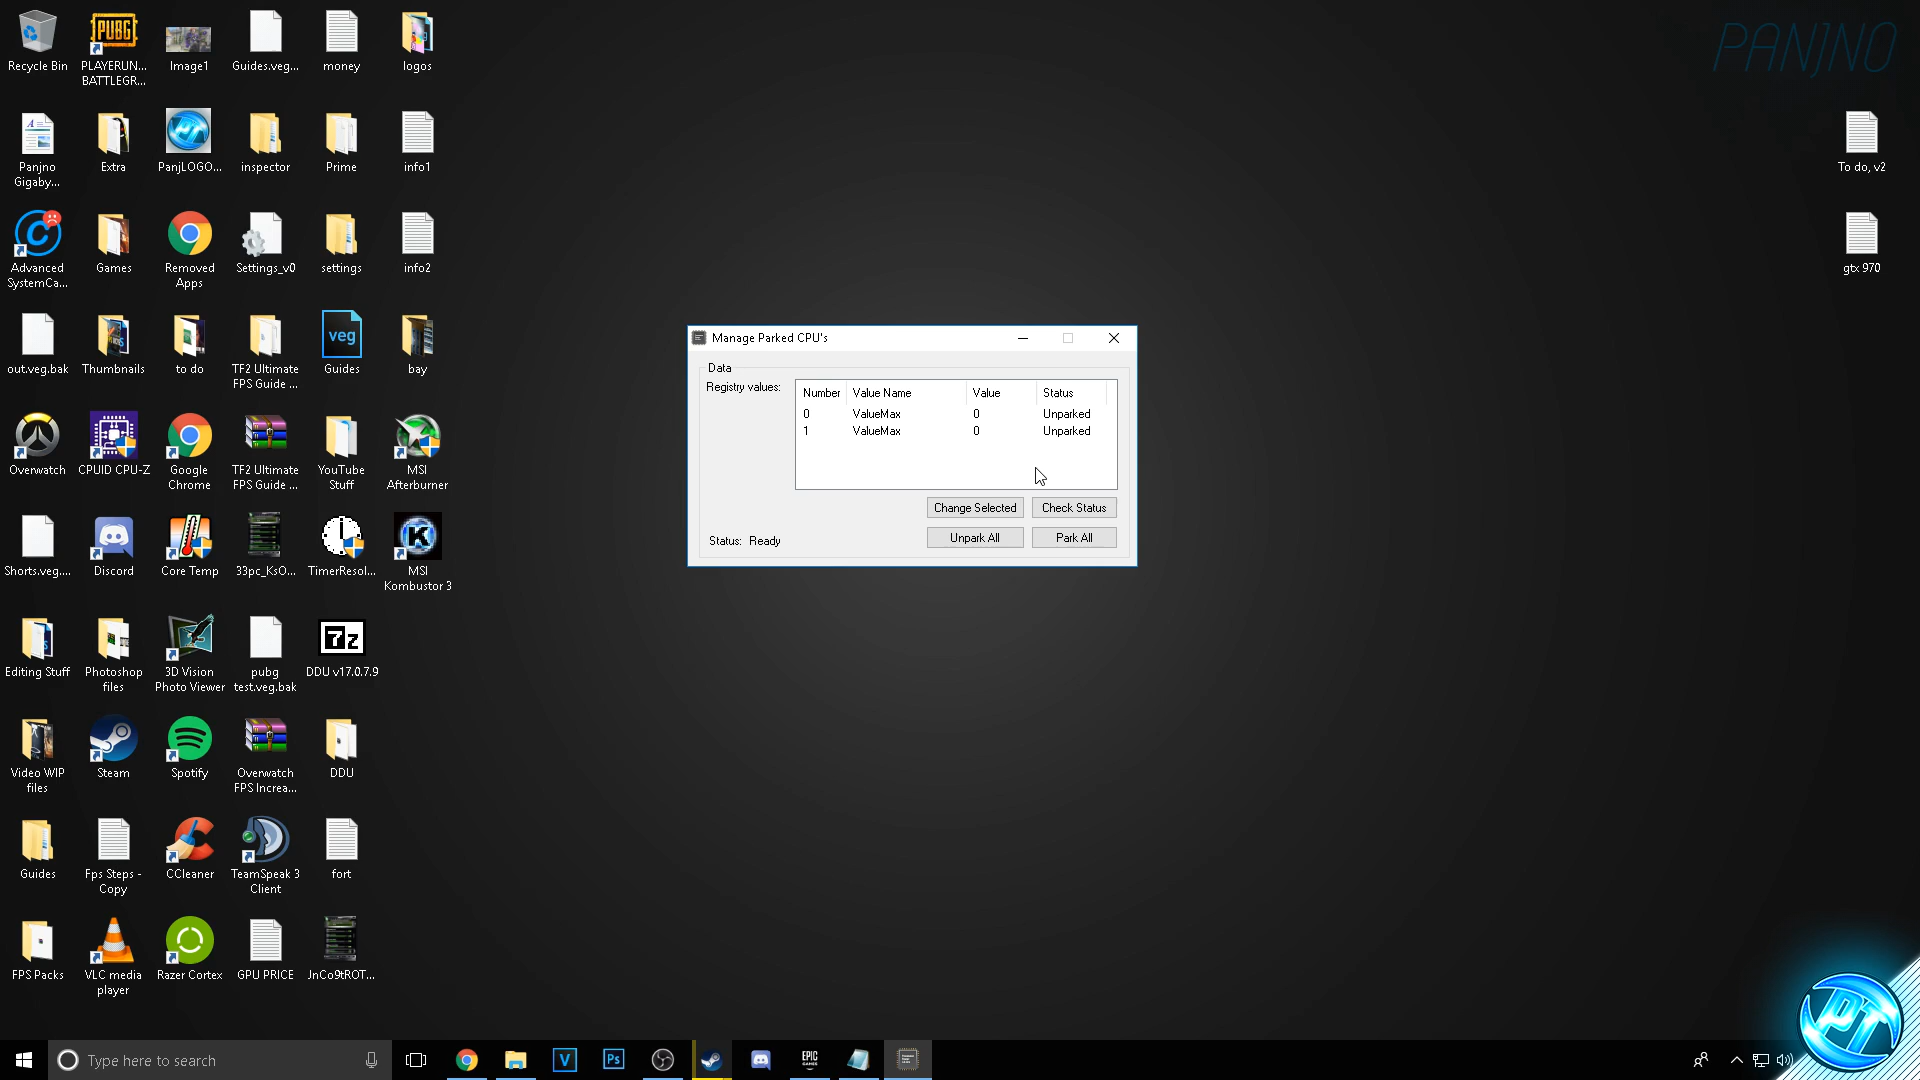 Recycle Bin
PLAYERUN...
BATTLEGR...
Image1
Guides.veg...
money
logos
Panjno
Gigaby...
Extra
PanjLOGO...
inspector
Prime
info1
Advanced
SystemCa...
Games
Removed
Apps
Settings_v0
settings
info2
out.veg.bak
Thumbnails
to do
TF2 Ultimate
FPS Guide ...
veg
Guides
bay
Overwatch
CPUID CPU-Z
Google
Chrome
TF2 Ultimate
FPS Guide ...
YouTube
Stuff
MSI
Afterburner
Shorts.veg....
Discord
Core Temp
33pc_KsO...
TimerResol...
K
MSI
Kombustor 3
Editing Stuff
Photoshop
files
3D Vision
Photo Viewer
pubg
test.veg.bak
7z
DDU v17.0.7.9
Video WIP
files
Steam
Spotify
Overwatch
FPS Increa...
DDU
Guides
Fps Steps -
Copy
CCleaner
TeamSpeak 3
Client
fort
FPS Packs
VLC media
player
Razer Cortex
GPU PRICE
JnCo9tROT...
PUBG
PANJNO
To do, v2
gtx 970
Manage Parked CPU's
Data
Registry values:
Number Value Name Value Status
0 ValueMax 0 Unparked
1 ValueMax 0 Unparked
Change Selected
Check Status
Status: Ready
Unpark All
Park All
Type here to search
V
Ps
EPIC
GAMES